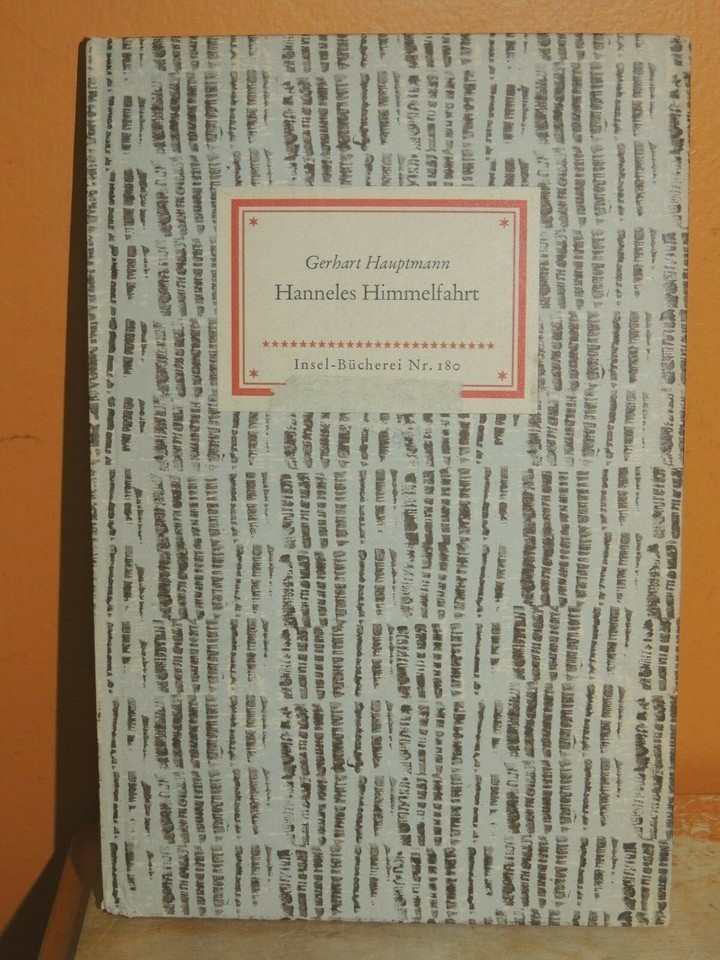 Gerhart Hauptmann
Hanneles Himmelfahrt
Insel-Bücherei Nr. 180